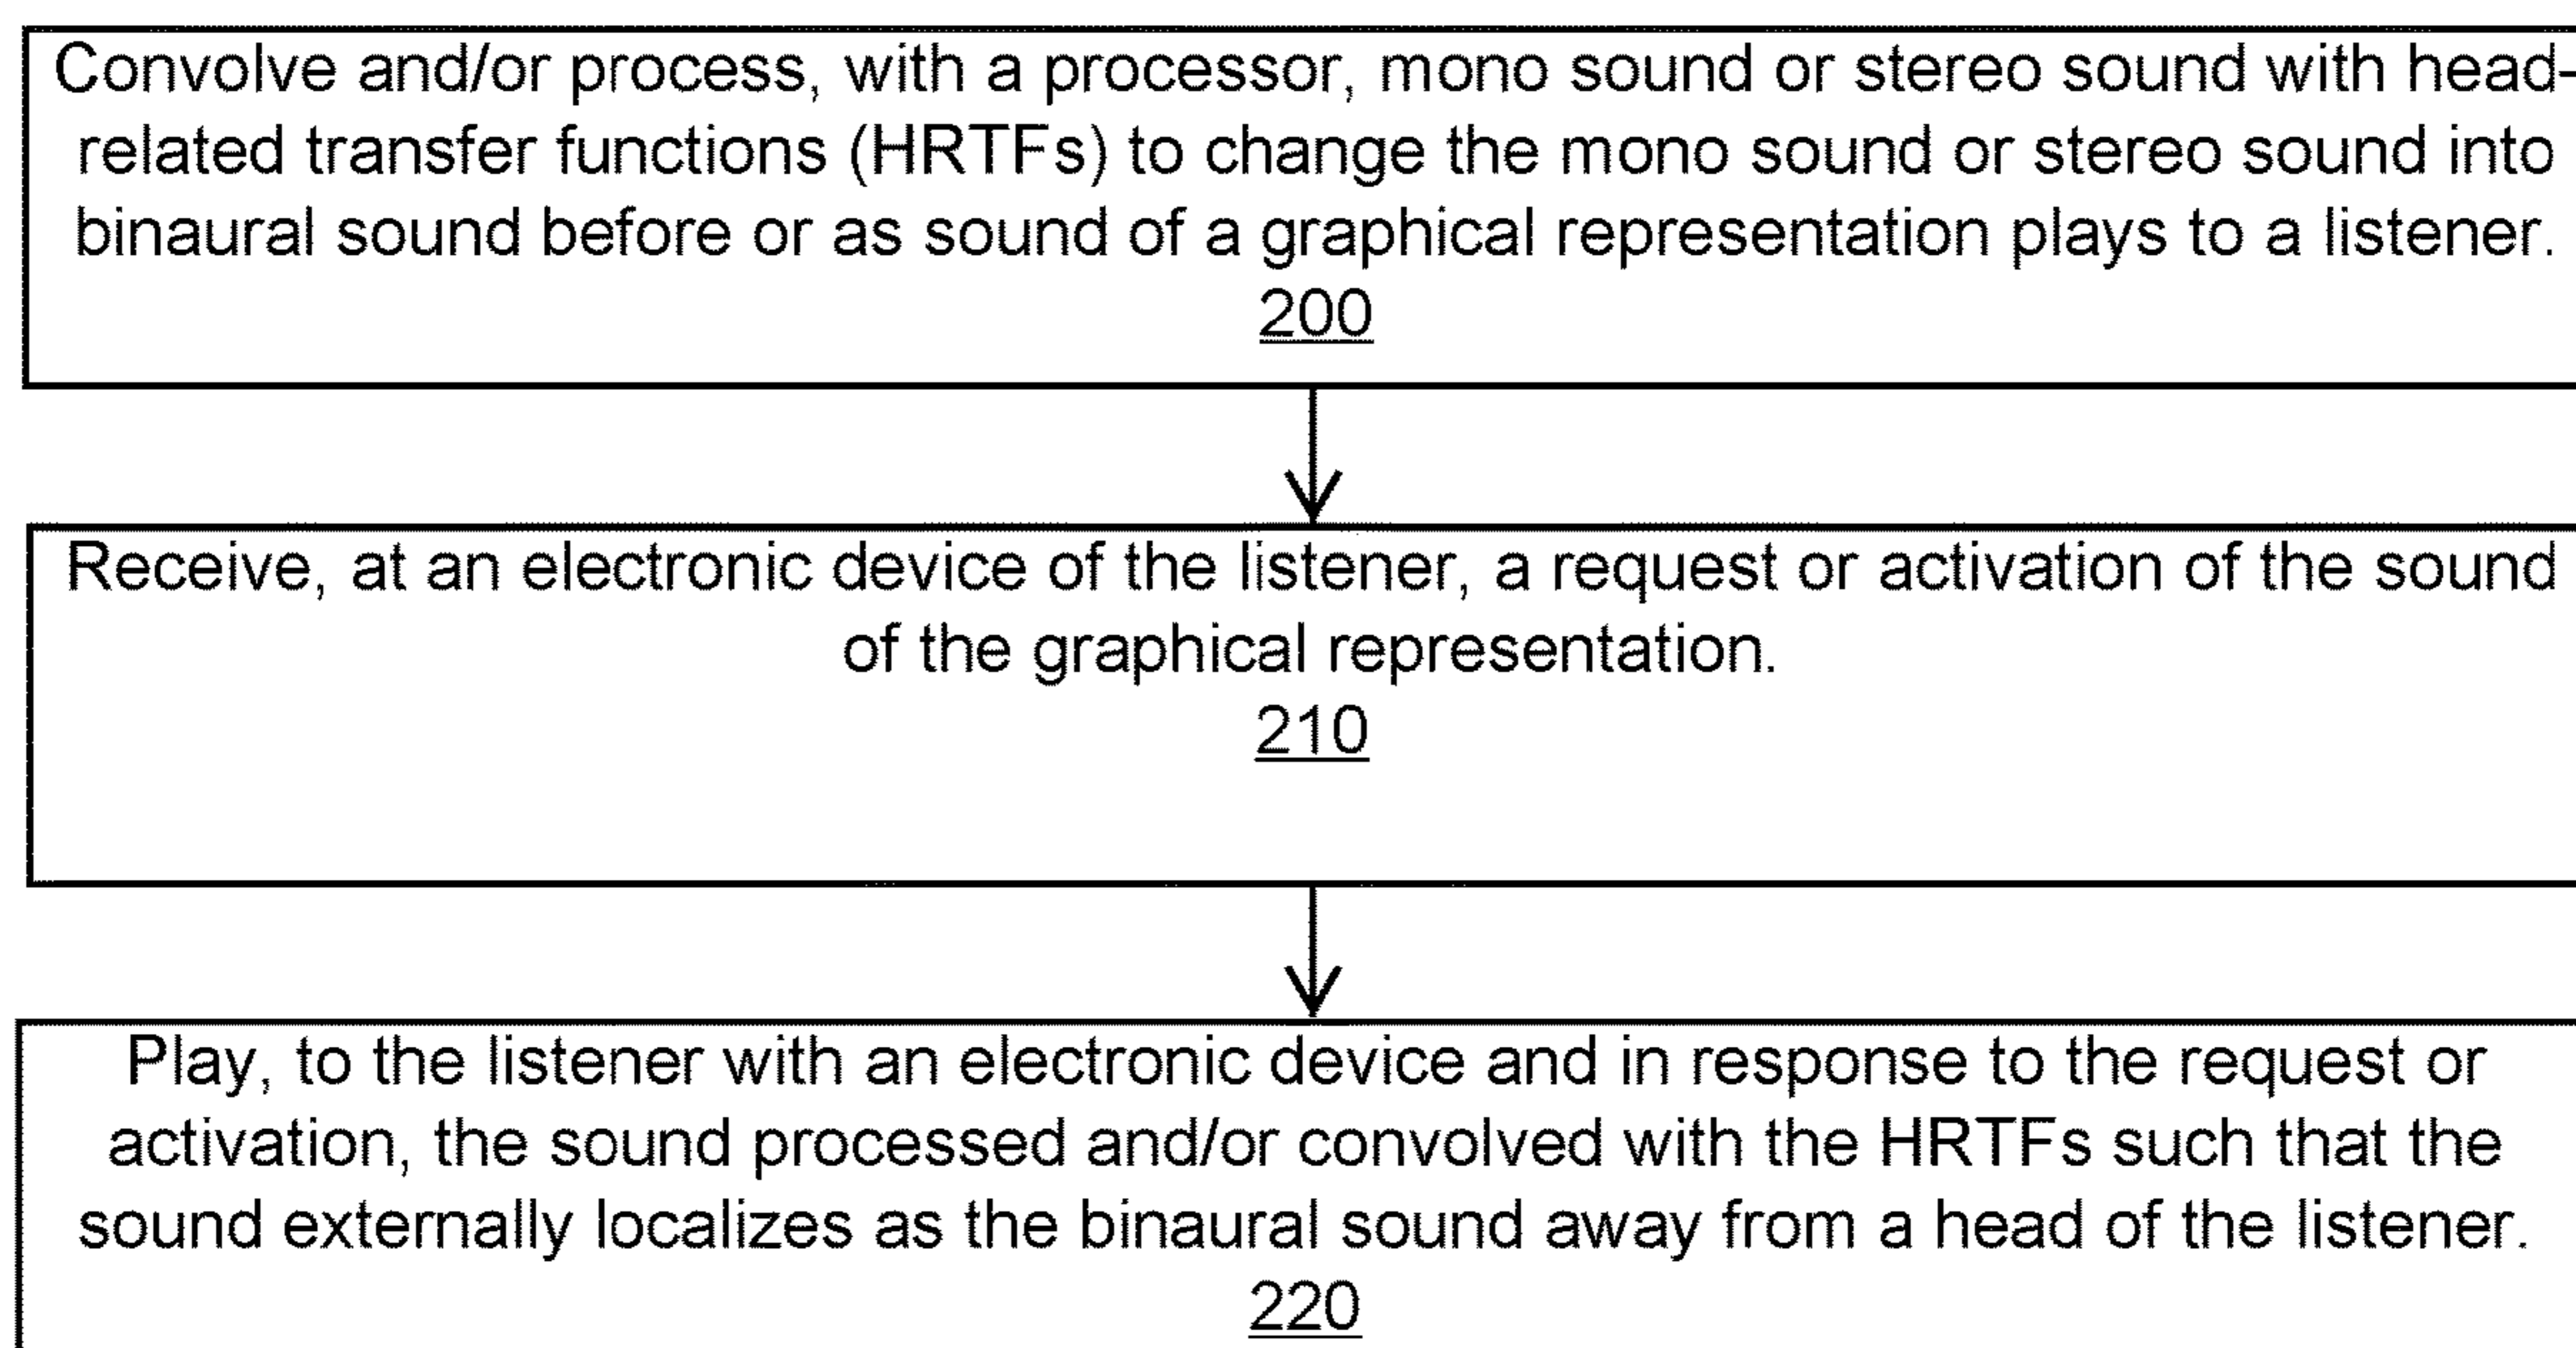 Convolve and/or process, with a processor, mono sound or stereo sound with head-
related transfer functions (HRTFs) to change the mono sound or stereo sound into
binaural sound before or as sound of a graphical representation plays to a listener.
200
Receive, at an electronic device of the listener, a request or activation of the sound
of the graphical representation.
210
Play, to the listener with an electronic device and in response to the request or
activation, the sound processed and/or convolved with the HRTFs such that the
sound externally localizes as the binaural sound away from a head of the listener.
220